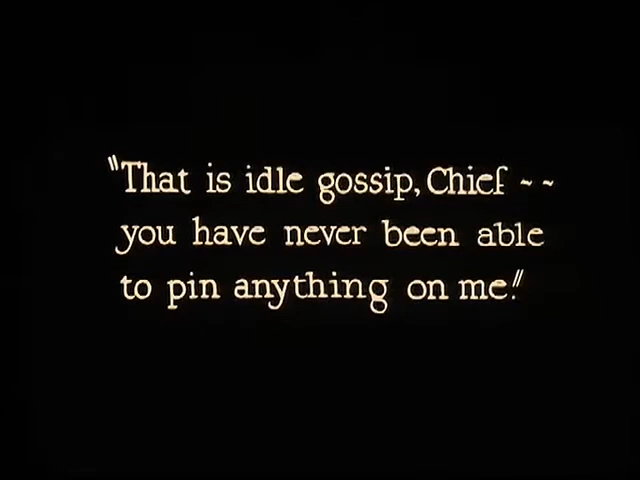 "That is idle gossip, Chief --
you have never been able
to pin anything on me."